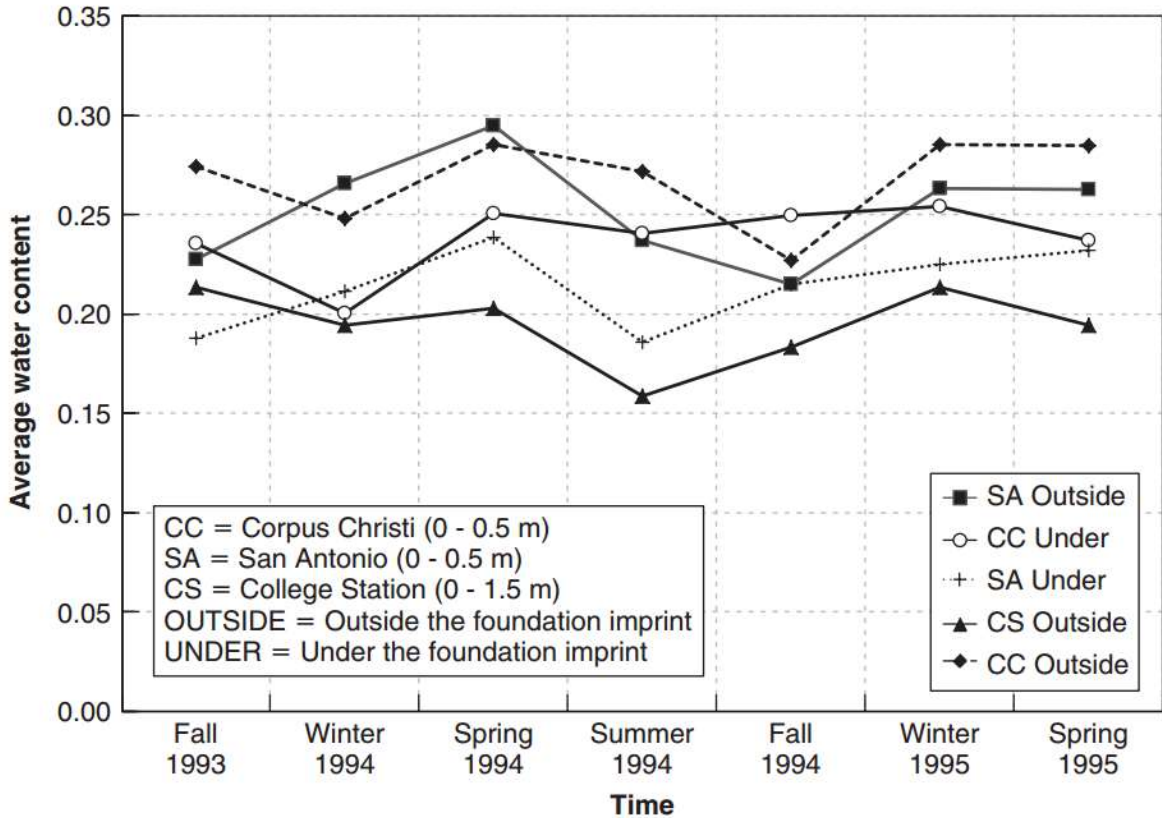 0.35
0.30
0.25
0.20
0.15
0.10
0.05
0.00
Average water content
CC = Corpus Christi (0 - 0.5 m)
SA = San Antonio (0 - 0.5 m)
CS = College Station (0 - 1.5 m)
OUTSIDE = Outside the foundation imprint
UNDER = Under the foundation imprint
SA Outside
CC Under
SA Under
CS Outside
CC Outside
Fall Winter Spring Summer Fall Winter Spring
1993 1994 1994 1994 1994 1995 1995
Time